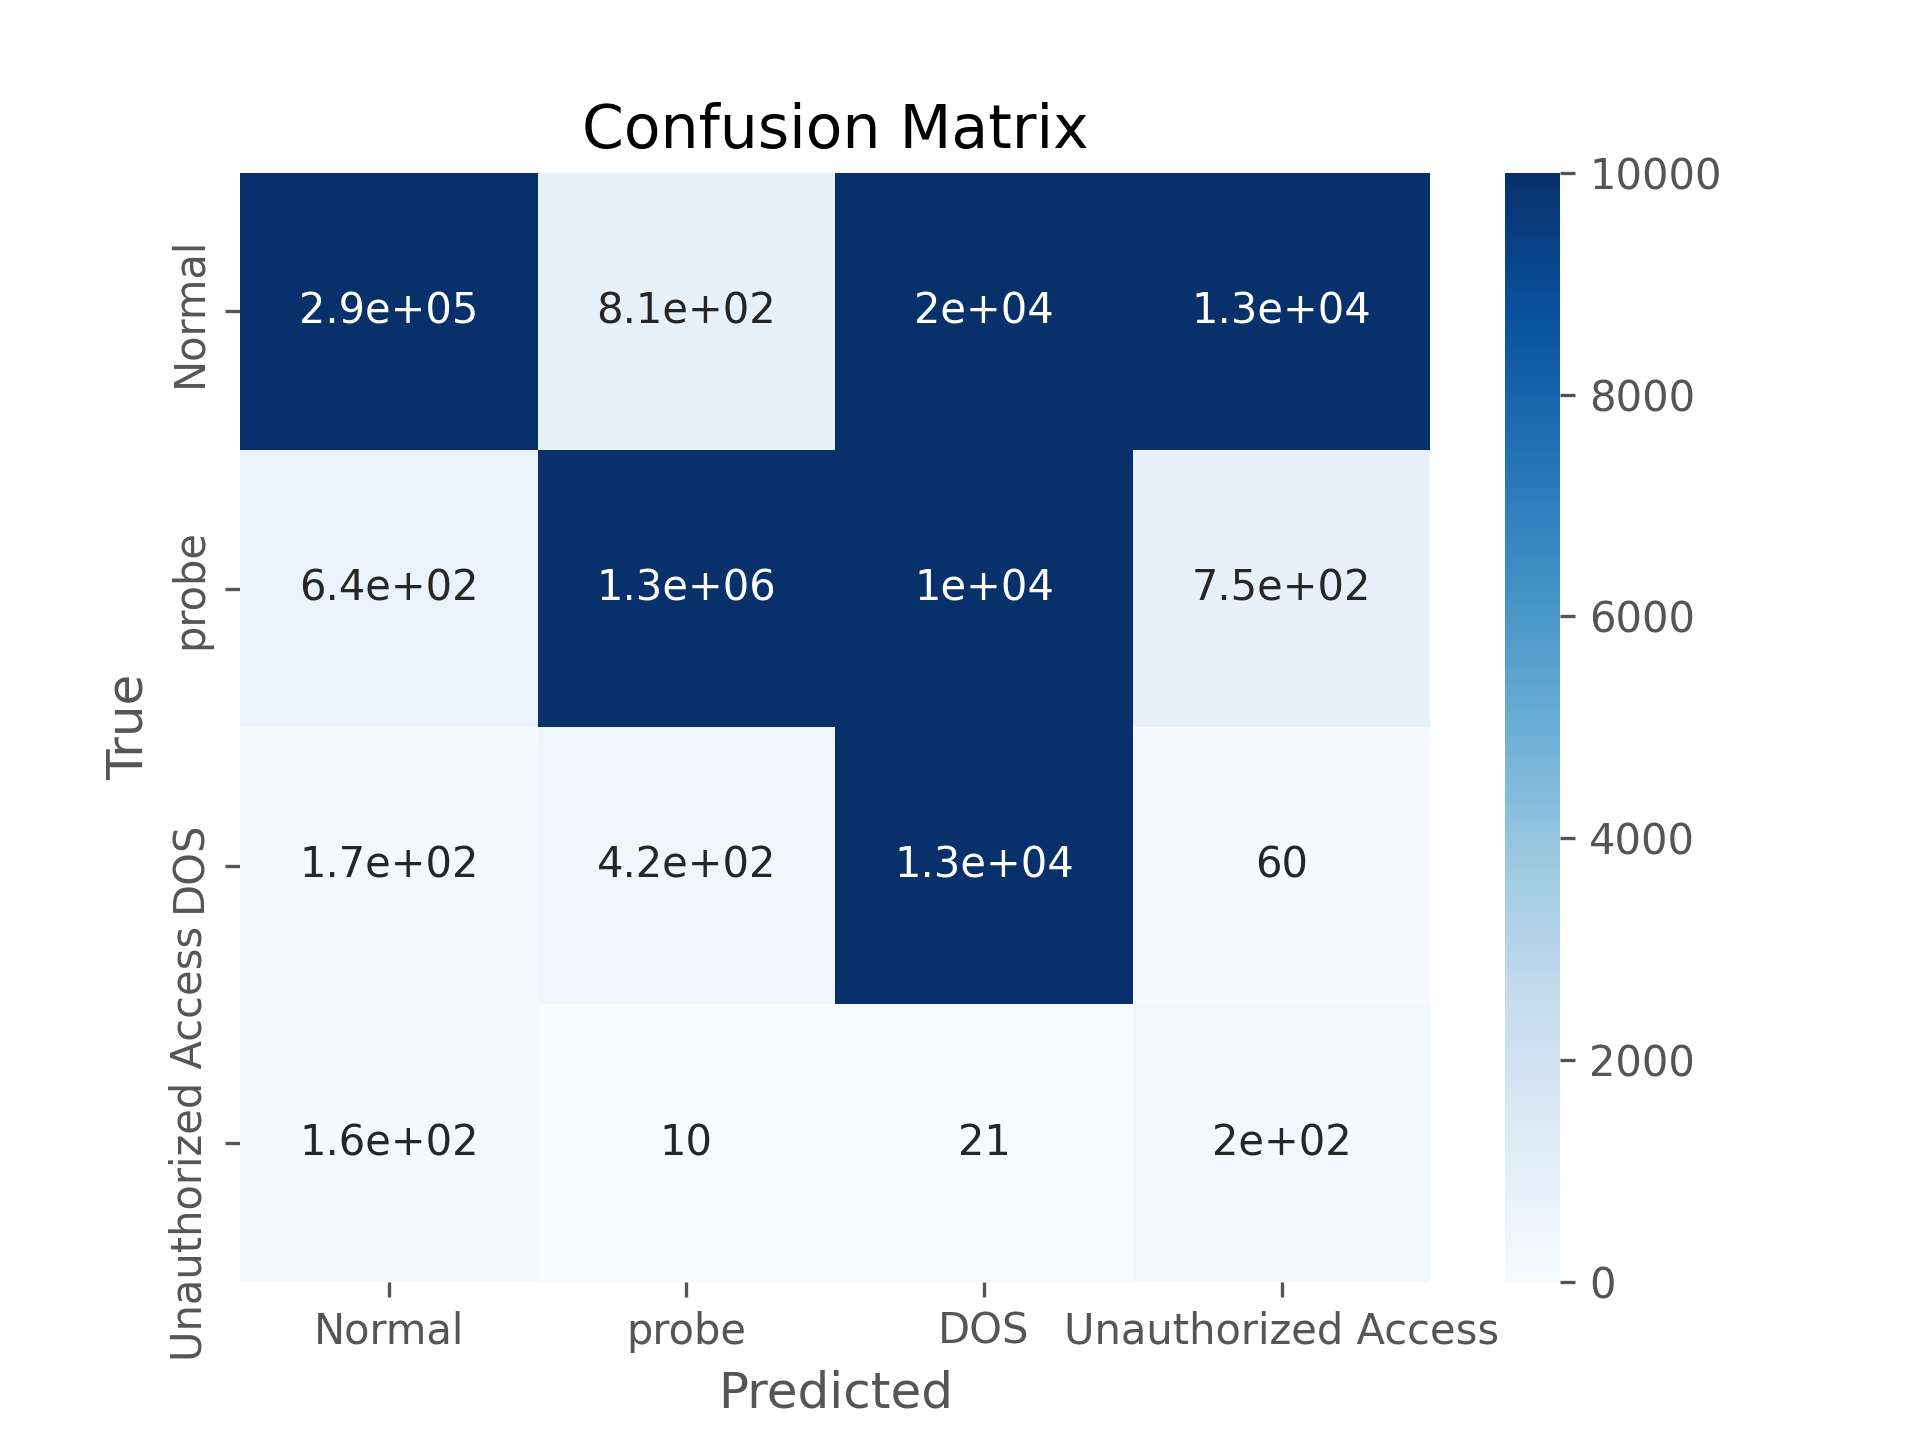 Confusion Matrix
True
Normal
2.9e+05 8.1e+02 2e+04 1.3e+04
probe
6.4e+02 1.3e+06 1e+04 7.5e+02
DOS
1.7e+02 4.2e+02 1.3e+04 60
Unauthorized Access
1.6e+02 10 21 2e+02
Normal probe DOS Unauthorized Access
Predicted
10000
8000
6000
4000
2000
0